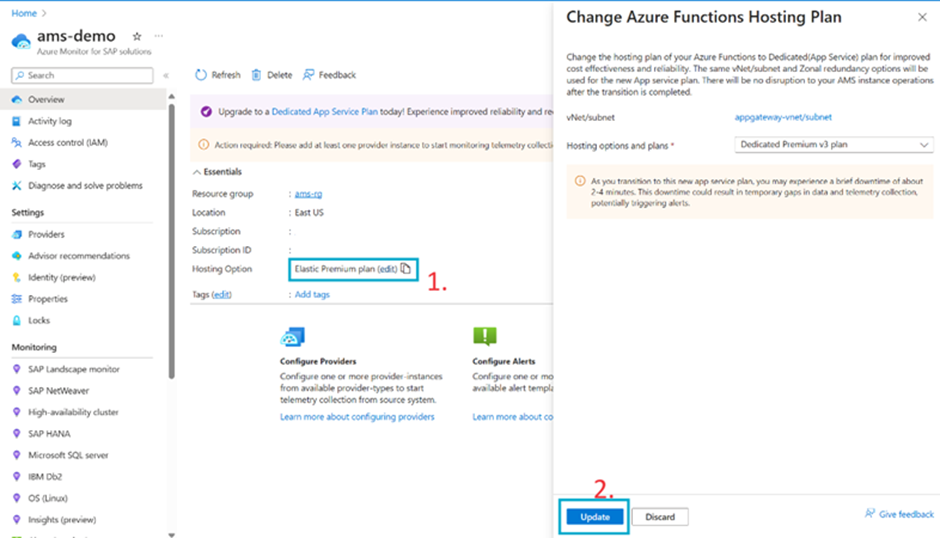 Home >
ams-demo ☆ ...
Azure Monitor for SAP solutions
Search
«
Overview
Activity log
Access control (IAM)
Tags
Diagnose and solve problems
Settings
Providers
Advisor recommendations
Identity (preview)
Properties
Locks
Monitoring
SAP Landscape monitor
SAP NetWeaver
High-availability cluster
SAP HANA
Microsoft SQL server
IBM Db2
OS (Linux)
Insights (preview)
Refresh Delete Feedback
Upgrade to a Dedicated App Service Plan today! Experience improved reliability and
Action required: Please add at least one provider instance to start monitoring telemetry
Essentials
Resource group : ams-rg
Location : East US
Subscription :
Subscription ID :
Hosting Option Elastic Premium plan (edit)
1.
Tags (edit) : Add tags
Configure Providers
Configure one or more provider-instances
from available provider-types to start
telemetry collection from source system.
Learn more about configuring providers
Configure Alerts
Configure one or
available alert
Learn more about
Change Azure Functions Hosting Plan
Change the hosting plan of your Azure Functions to Dedicated(App Service) plan for improved
cost effectiveness and reliability. The same vNet/subnet and Zonal redundancy options will be
used for the new App service plan. There will be no disruption to your AMS instance operations
after the transition is completed.
vNet/subnet appgateway-vnet/subnet
Hosting options and plans * Dedicated Premium v3 plan
As you transition to this new app service plan, you may experience a brief downtime of about
2-4 minutes. This downtime could result in temporary gaps in data and telemetry collection,
potentially triggering alerts.
2.
Update Discard
Give feedback